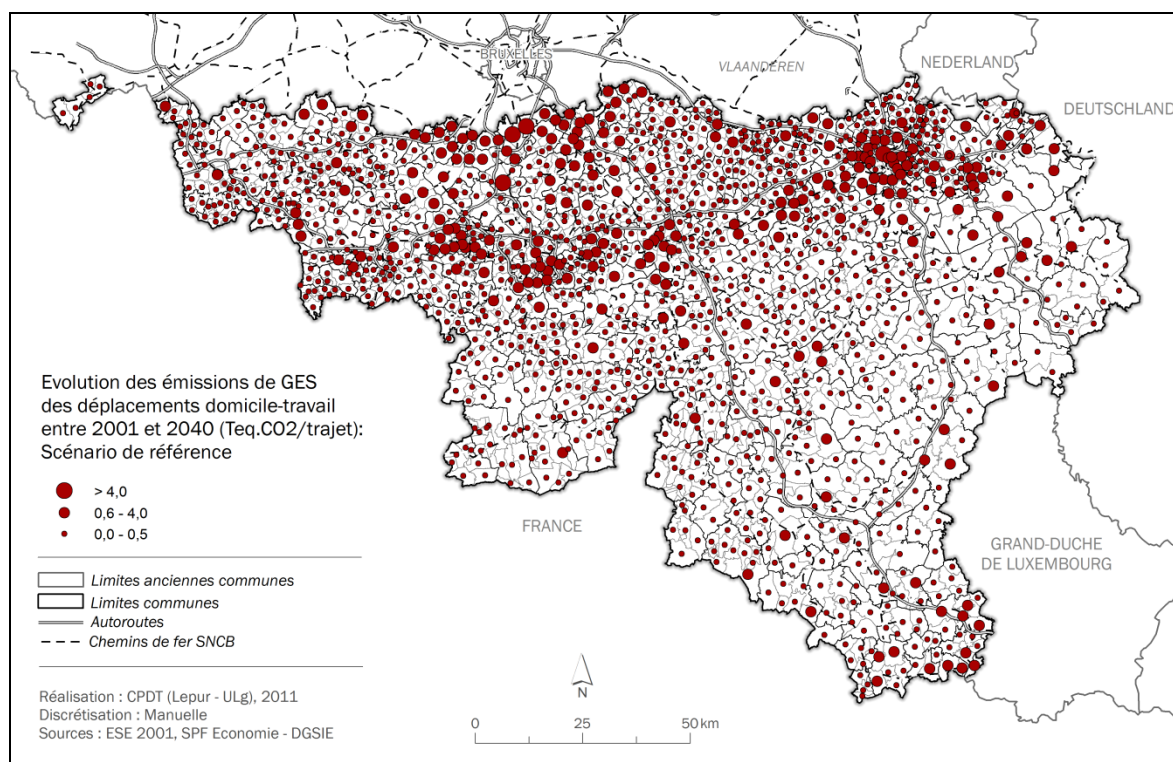 BRUXELLES
VLAANDEREN
NEDERLAND
DEUTSCHLAND
Evolution des émissions de GES
des déplacements domicile-travail
entre 2001 et 2040 (Teq.CO2/trajet):
Scénario de référence
> 4,0
0,6 - 4,0
0,0 - 0,5
FRANCE
GRAND-DUCHE
DE LUXEMBOURG
Limites anciennes communes
Limites communes
Autoroutes
Chemins de fer SNCB
N
Réalisation : CPDT (Lepur - ULg), 2011
Discrétisation : Manuelle
Sources : ESE 2001, SPF Economie - DGSIE
0 25 50 km